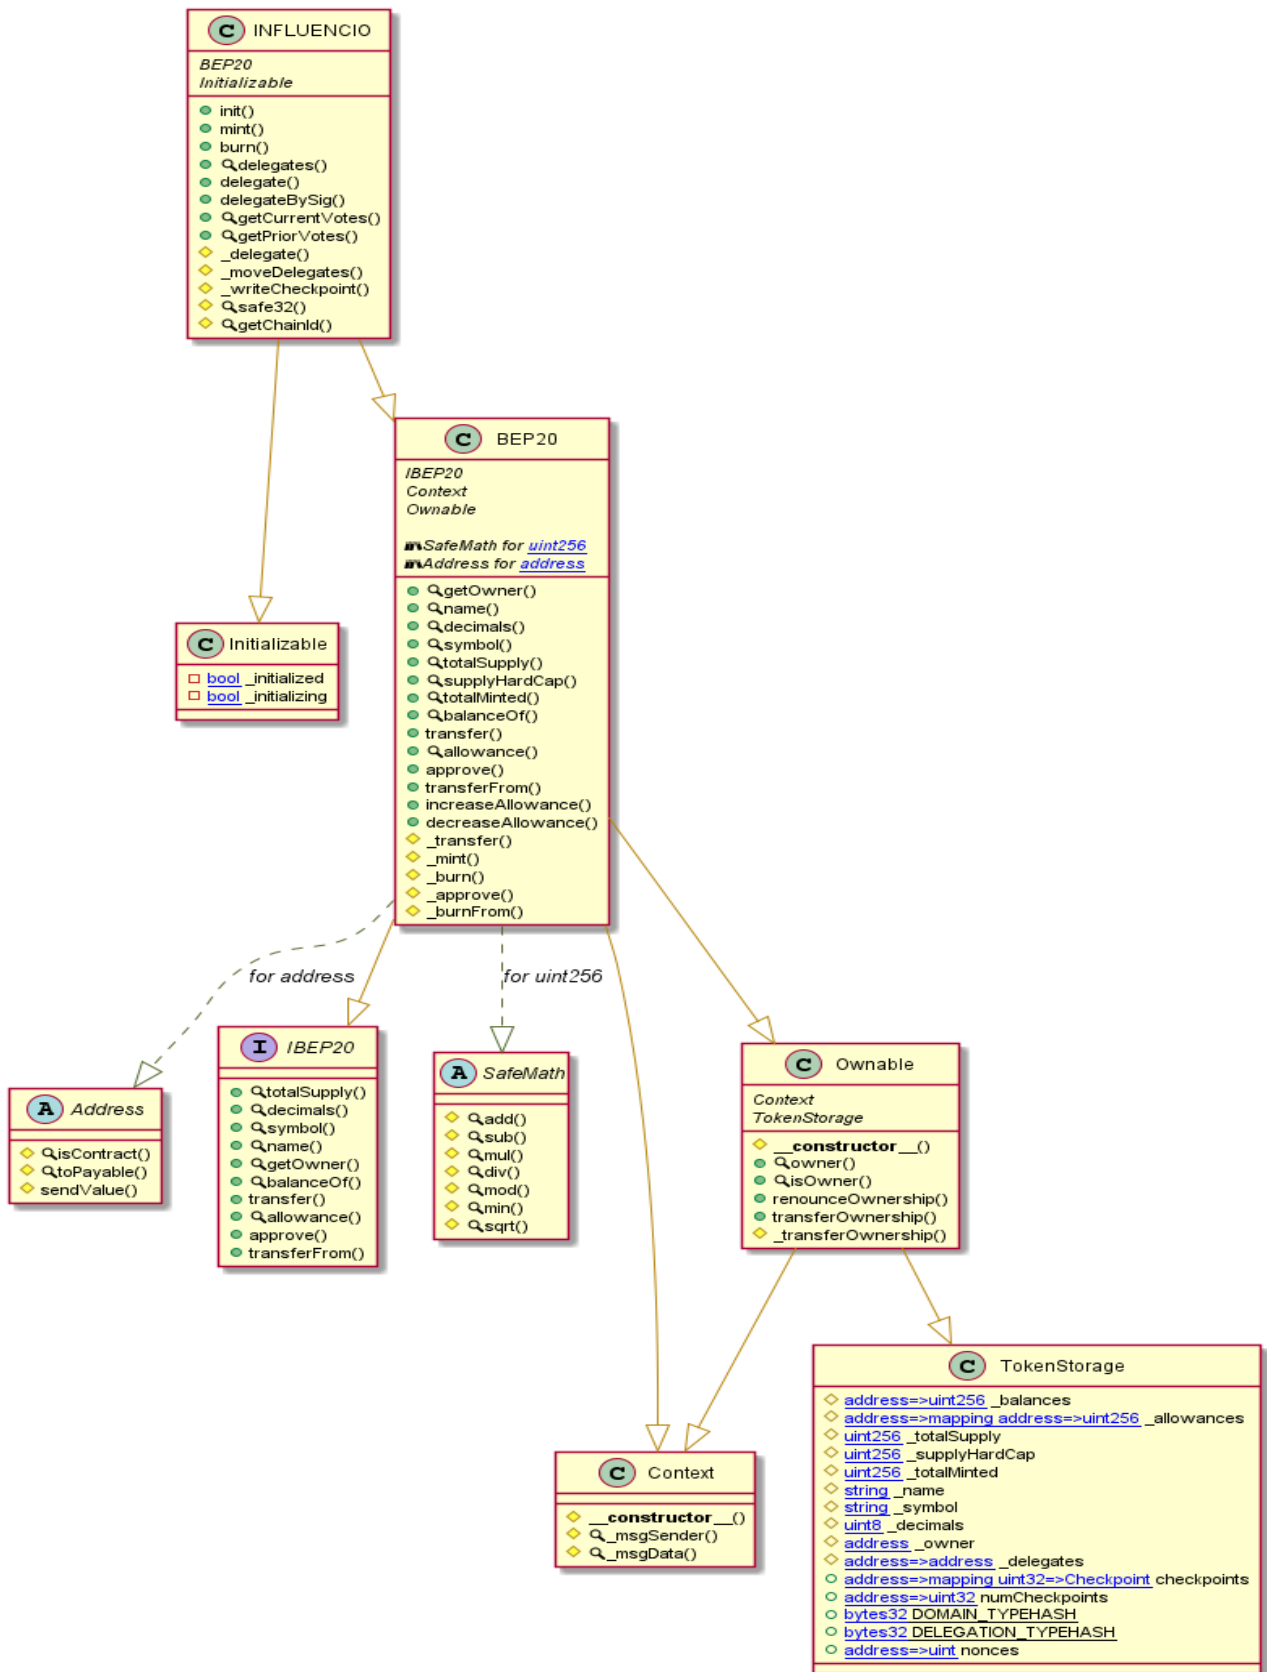 C INFLUENCIO
BEP20
Initializable
init()
mint()
burn()
delegates()
delegate()
delegateBySig()
getCurrentVotes()
getPriorVotes()
_delegate()
_moveDelegates()
_writeCheckpoint()
safe32()
getChainId()
C BEP20
IBEP20
Context
Ownable
SafeMath for uint256
Address for address
getOwner()
name()
decimals()
symbol()
totalSupply()
supplyHardCap()
totalMinted()
balanceOf()
transfer()
allowance()
approve()
transferFrom()
increaseAllowance()
decreaseAllowance()
_transfer()
_mint()
_burn()
_approve()
_burnFrom()
C Initializable
bool _initialized
bool _initializing
for address
for uint256
A Address
isContract()
toPayable()
sendValue()
I IBEP20
totalSupply()
decimals()
symbol()
name()
getOwner()
balanceOf()
transfer()
allowance()
approve()
transferFrom()
A SafeMath
add()
sub()
mul()
div()
mod()
min()
sqrt()
C Ownable
Context
TokenStorage
__constructor__()
owner()
isOwner()
renounceOwnership()
transferOwnership()
_transferOwnership()
C Context
__constructor__()
_msgSender()
_msgData()
C TokenStorage
address=>uint256 _balances
address=>mapping address=>uint256 _allowances
uint256 _totalSupply
uint256 _supplyHardCap
uint256 _totalMinted
string _name
string _symbol
uint8 _decimals
address _owner
address=>address _delegates
address=>mapping uint32=>Checkpoint checkpoints
address=>uint32 numCheckpoints
bytes32 DOMAIN_TYPEHASH
bytes32 DELEGATION_TYPEHASH
address=>uint nonces